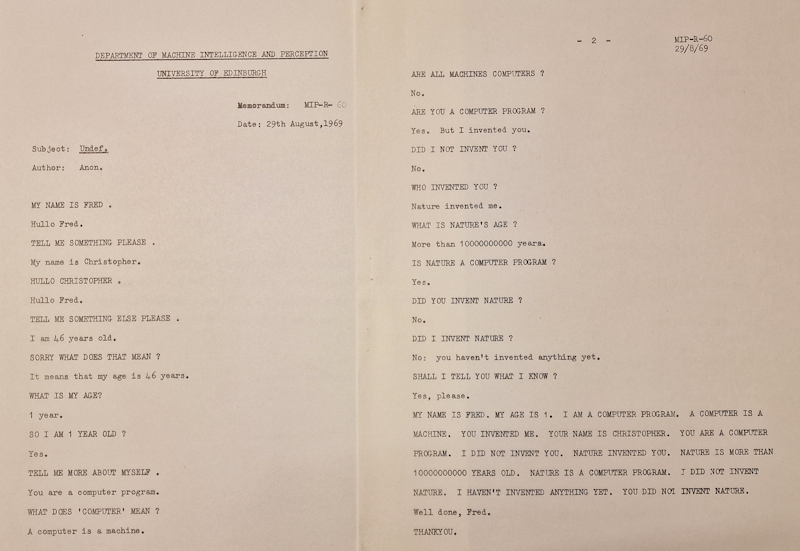 DEPARTMENT OF MACHINE INTELLIGENCE AND PERCEPTION
UNIVERSITY OF EDINBURGH
Memorandum: MIP-R- 60
Date: 29th August,1969
Subject: Undef.
Author: Anon.
MY NAME IS FRED .
Hullo Fred.
TELL ME SOMETHING PLEASE .
My name is Christopher.
HULLO CHRISTOPHER .
Hullo Fred.
TELL ME SOMETHING ELSE PLEASE .
I am 46 years old.
SORRY WHAT DOES THAT MEAN ?
It means that my age is 46 years.
WHAT IS MY AGE?
1 year.
SO I AM 1 YEAR OLD ?
Yes.
TELL ME MORE ABOUT MYSELF .
You are a computer program.
WHAT DOES 'COMPUTER' MEAN ?
A computer is a machine.
- 2 -
MIP-R-60
29/8/69
ARE ALL MACHINES COMPUTERS ?
No.
ARE YOU A COMPUTER PROGRAM ?
Yes. But I invented you.
DID I NOT INVENT YOU ?
No.
WHO INVENTED YOU ?
Nature invented me.
WHAT IS NATURE'S AGE ?
More than 10000000000 years.
IS NATURE A COMPUTER PROGRAM ?
Yes.
DID YOU INVENT NATURE ?
No.
DID I INVENT NATURE ?
No: you haven't invented anything yet.
SHALL I TELL YOU WHAT I KNOW ?
Yes, please.
MY NAME IS FRED. MY AGE IS 1. I AM A COMPUTER PROGRAM. A COMPUTER IS A
MACHINE. YOU INVENTED ME. YOUR NAME IS CHRISTOPHER. YOU ARE A COMPUTER
PROGRAM. I DID NOT INVENT YOU. NATURE INVENTED YOU. NATURE IS MORE THAN
10000000000 YEARS OLD. NATURE IS A COMPUTER PROGRAM. I DID NOT INVENT
NATURE. I HAVEN'T INVENTED ANYTHING YET. YOU DID NOT INVENT NATURE.
Well done, Fred.
THANKYOU.